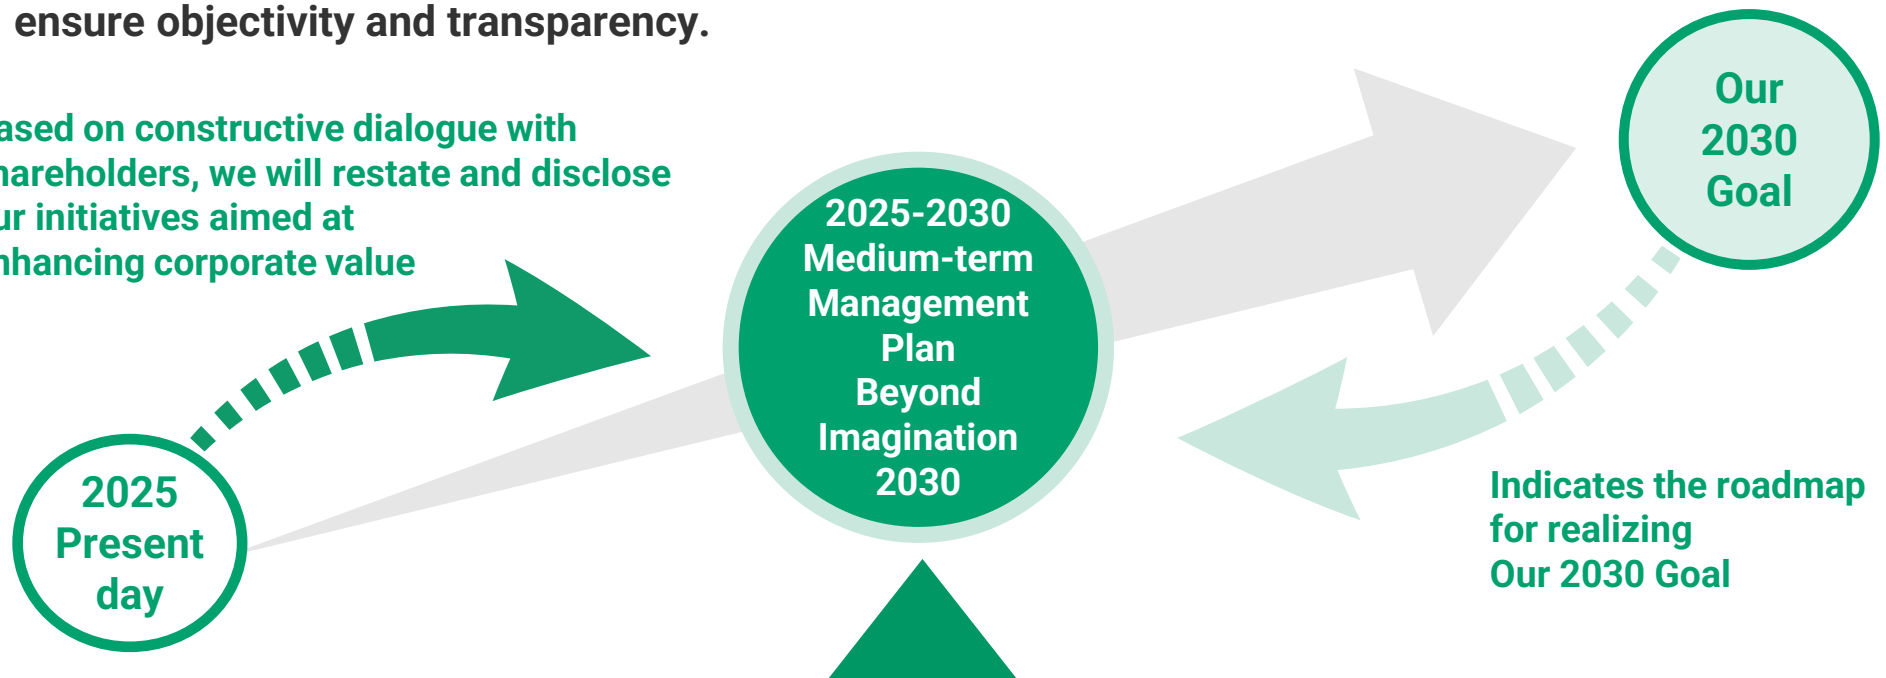 ensure objectivity and transparency.
ased on constructive dialogue with
hareholders, we will restate and disclose
ur initiatives aimed at
nhancing corporate value
2025-2030
Medium-term
Management
Plan
Beyond
Imagination
2030
Our
2030
Goal
2025
Present
day
Indicates the roadmap
for realizing
Our 2030 Goal